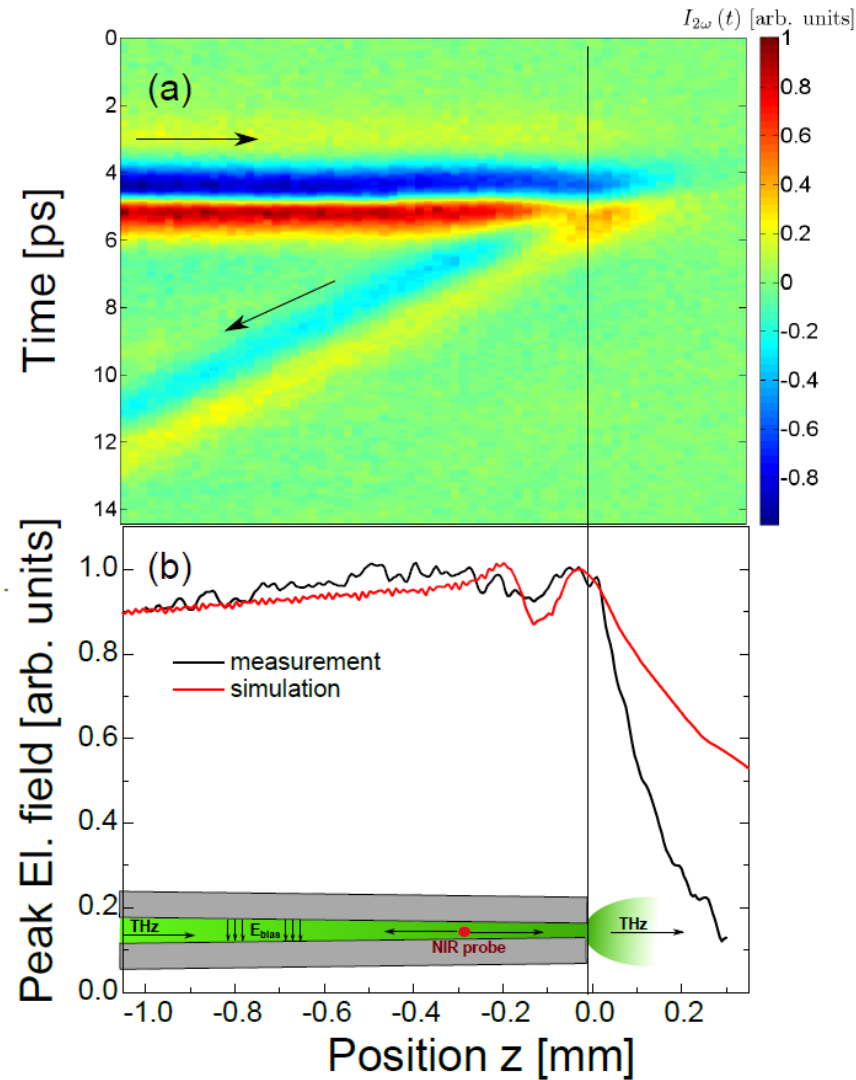 I2ω (t) [arb. units]
(a)
Time [ps]
0
2
4
6
8
10
12
14
1
0.8
0.6
0.4
0.2
0
-0.2
-0.4
-0.6
-0.8
(b)
Peak El. field [arb. units]
1.0
0.8
0.6
0.4
0.2
0.0
measurement
simulation
THz
Ebias
NIR probe
THz
-1.0 -0.8 -0.6 -0.4 -0.2 0.0 0.2
Position z [mm]